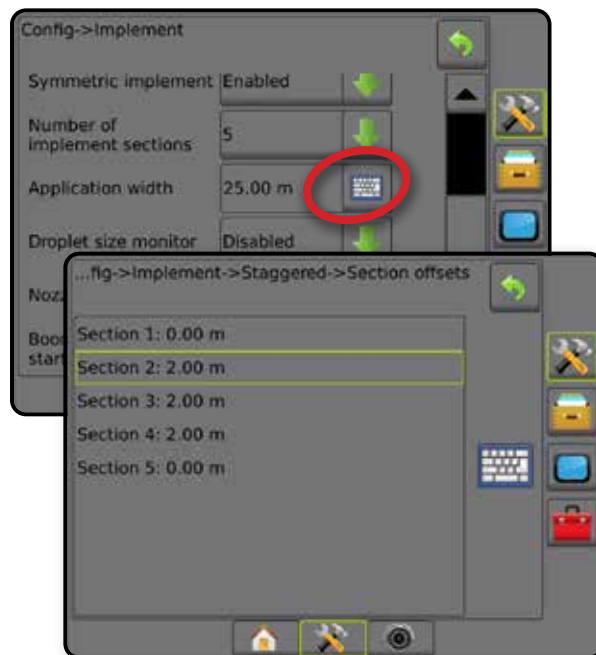 Config->Implement
Symmetric implement Enabled
Number of
implement sections 5
Application width 25.00 m
Droplet size monitor Disabled
...fig->Implement->Staggered->Section offsets
Section 1: 0.00 m
Section 2: 2.00 m
Section 3: 2.00 m
Section 4: 2.00 m
Section 5: 0.00 m